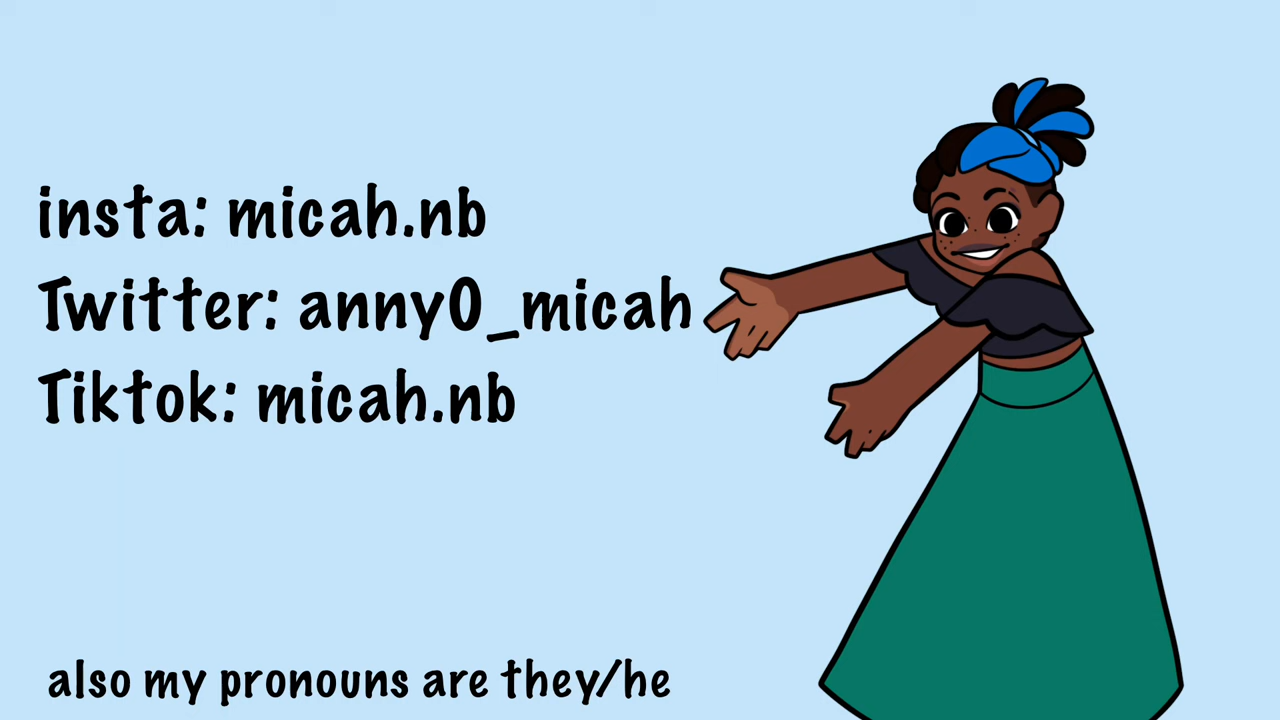 insta: micah.nb
Twitter: anny0_micah
Tiktok: micah.nb
also my pronouns are they/he